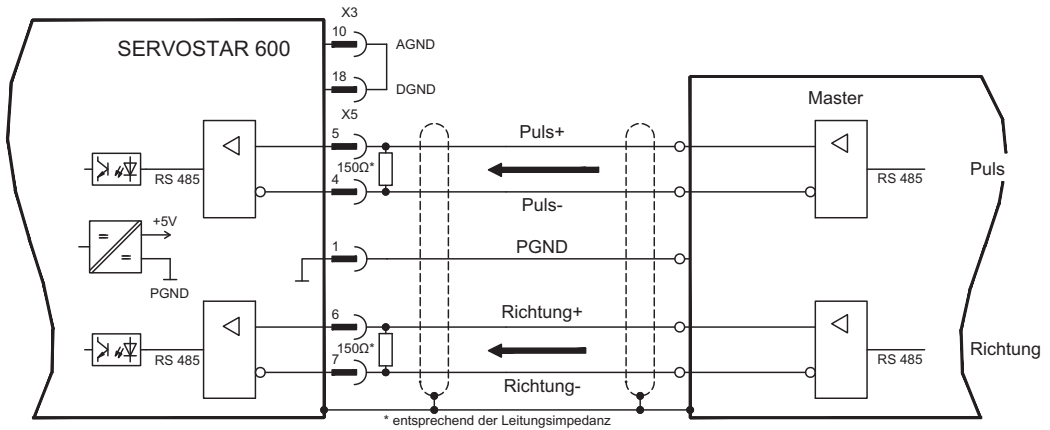 X3
10
AGND
SERVOSTAR 600
18
DGND
Master
X5
5
Puls+
150Ω*
RS 485
RS 485
Puls
4
Puls-
+5V
1
PGND
PGND
6
Richtung+
150Ω*
RS 485
RS 485
Richtung
7
Richtung-
* entsprechend der Leitungsimpedanz